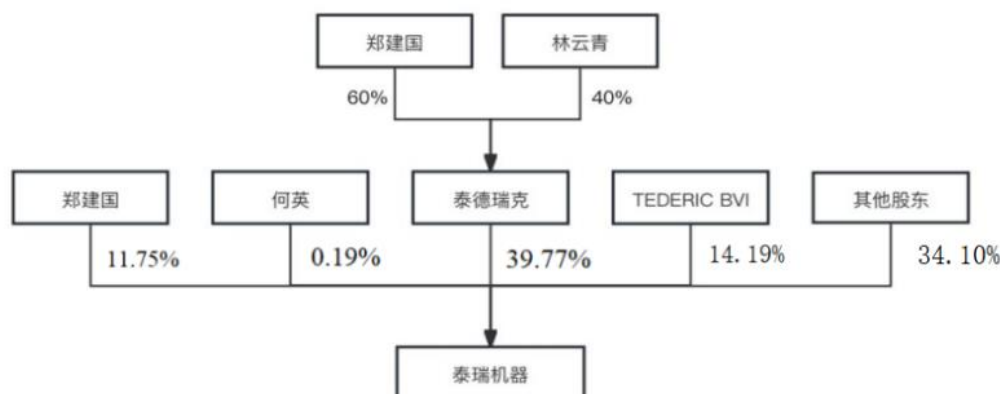 郑建国
林云青
60%
40%
郑建国
何英
泰德瑞克
TEDERIC BVI
其他股东
11.75%
0.19%
39.77%
14.19%
34.10%
泰瑞机器